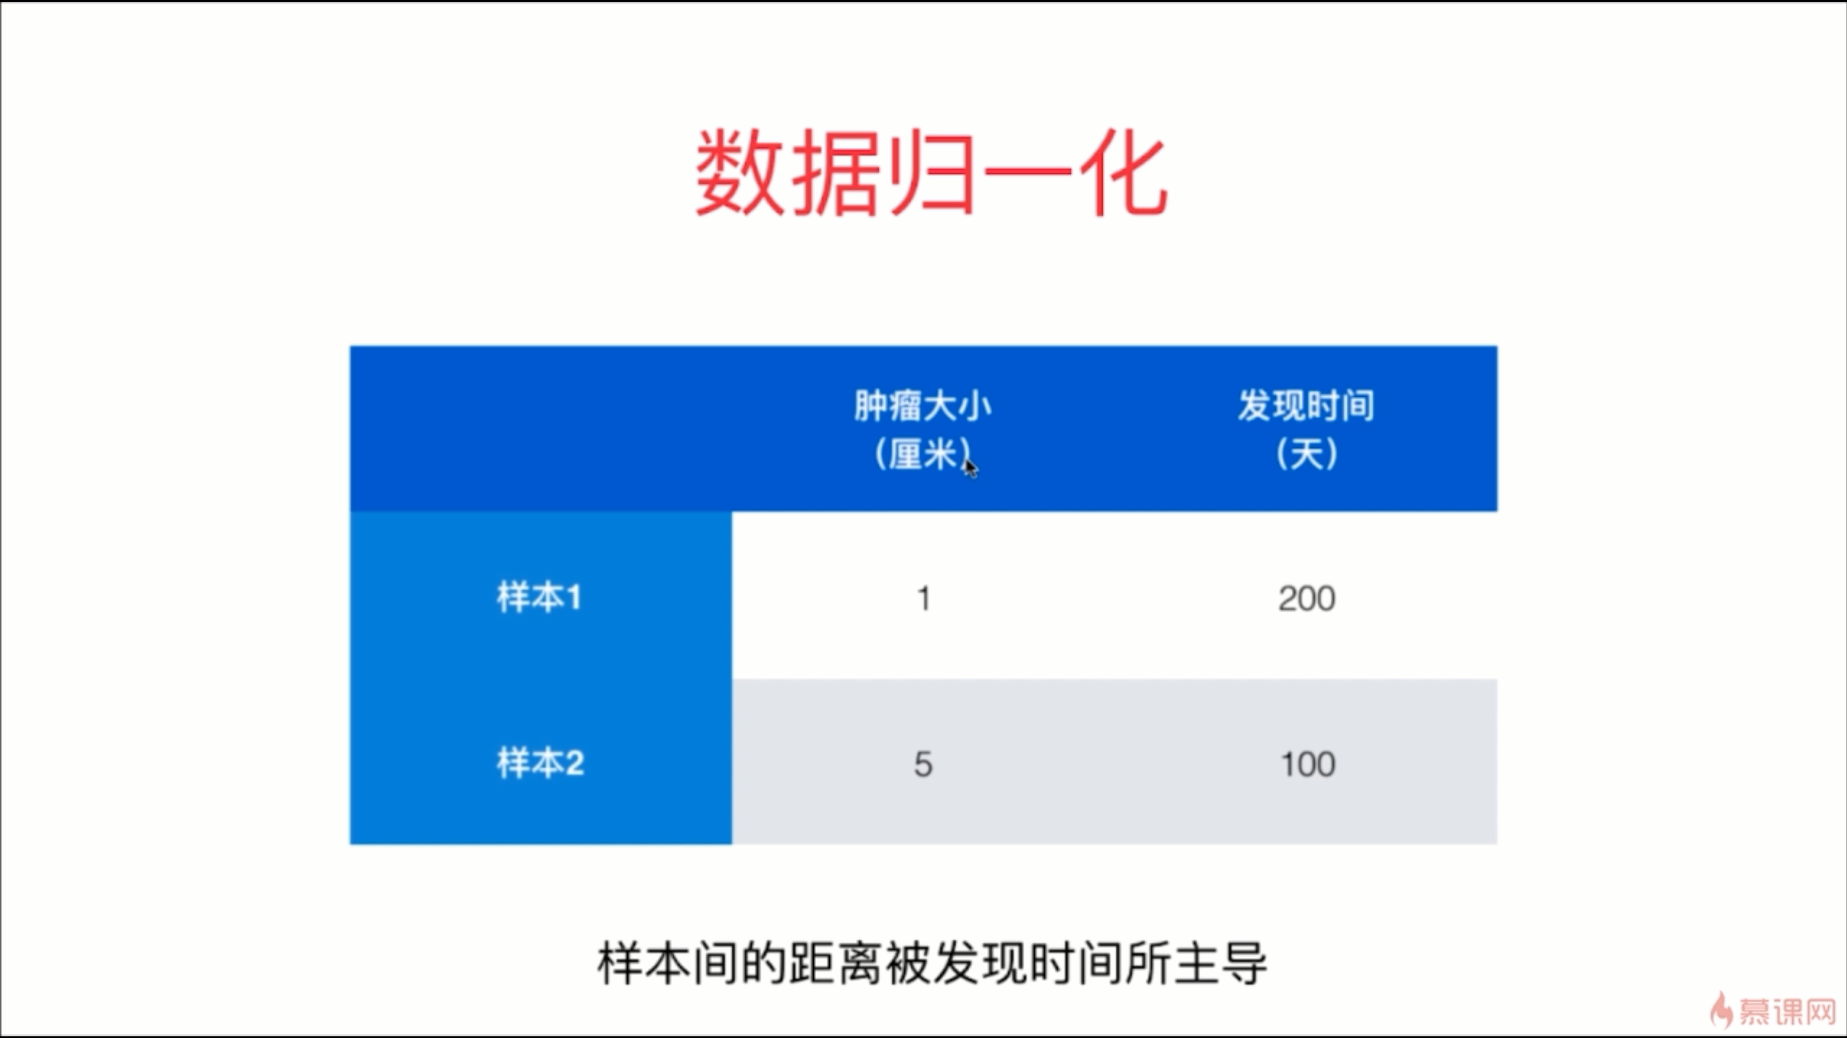 数据归一化
肿瘤大小
（厘米）
发现时间
（天）
样本1
1
200
样本2
5
100
样本间的距离被发现时间所主导
慕课网